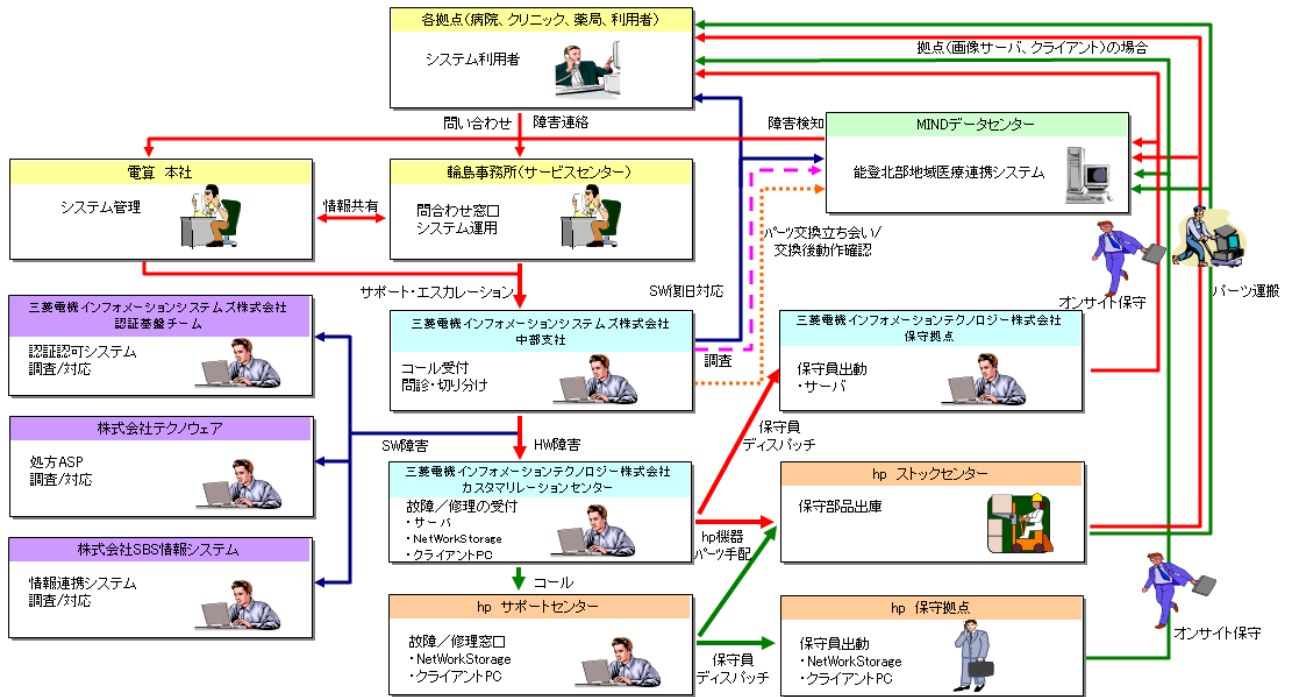 各拠点(病院、クリニック、薬局、利用者)
システム利用者
拠点(画像サーバ、クライアント)の場合
問い合わせ
障害連絡
障害検知
MINDデータセンター
能登北部地域医療連携システム
電算 本社
システム管理
情報共有
輪島事務所(サービスセンター)
問合わせ窓口
システム運用
パーツ交換立ち会い/
交換後動作確認
サポート・エスカレーション
SW復旧対応
オンサイト保守
パーツ運搬
三菱電機インフォメーションシステムズ株式会社
認証基盤チーム
認証認可システム
調査/対応
三菱電機インフォメーションシステムズ株式会社
中部支社
コール受付
問診・切り分け
調査
三菱電機インフォメーションテクノロジー株式会社
保守拠点
保守員出動
・サーバ
株式会社テクノウェア
処方ASP
調査/対応
SW障害
HW障害
保守員
ディスパッチ
三菱電機インフォメーションテクノロジー株式会社
カスタマリレーションセンター
故障/修理の受付
・サーバ
・NetWorkStorage
・クライアントPC
hp機器
パーツ手配
hp ストックセンター
保守部品出庫
株式会社SBS情報システム
情報連携システム
調査/対応
コール
hp サポートセンター
故障/修理窓口
・NetWorkStorage
・クライアントPC
保守員
ディスパッチ
hp 保守拠点
保守員出動
・NetWorkStorage
・クライアントPC
オンサイト保守